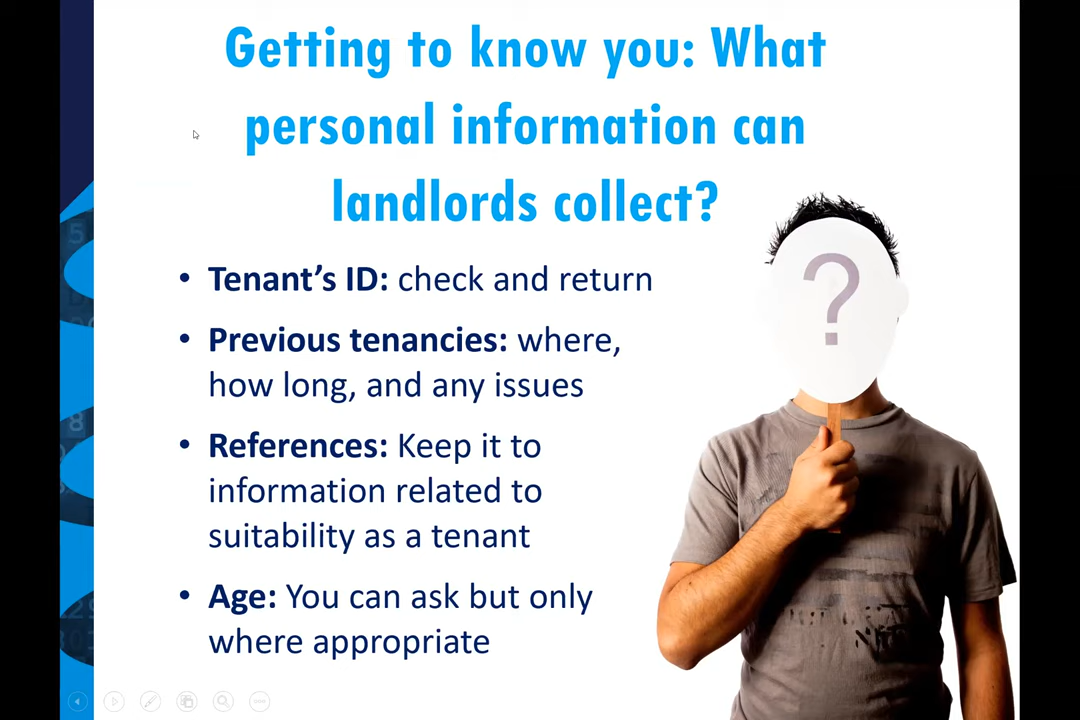 Getting to know you: What
personal information can
landlords collect?
• Tenant's ID: check and return
• Previous tenancies: where,
how long, and any issues
• References: Keep it to
information related to
suitability as a tenant
• Age: You can ask but only
where appropriate
?